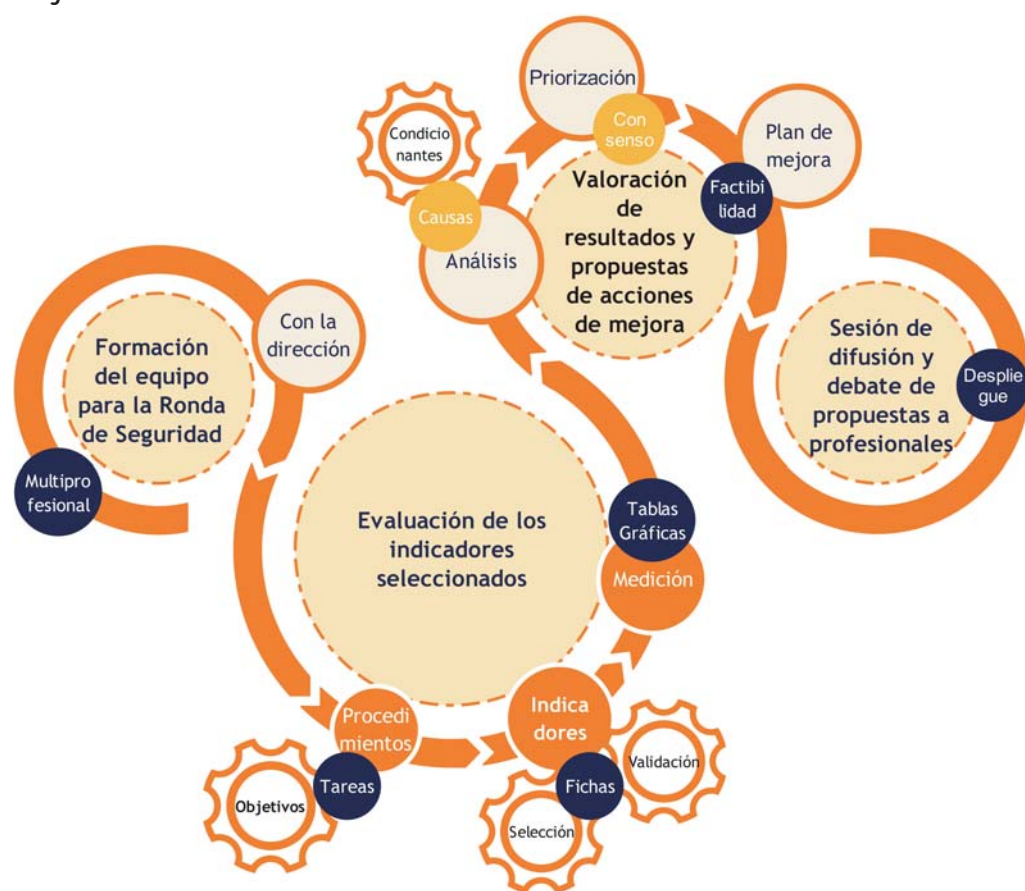 Formación
del equipo
para la Ronda
de Seguridad
Con la
dirección
Multipro
fesional
Evaluación de los
indicadores
seleccionados
Procedi
mientos
Tareas
Objetivos
Indica
dores
Fichas
Selección
Validación
Medición
Tablas
Gráficas
Valoración
de
resultados y
propuestas
de acciones
de mejora
Análisis
Causas
Condicio
nantes
Priorización
Con
senso
Factibi
lidad
Plan de
mejora
Sesión de
difusión y
debate de
propuestas a
profesionales
Desplie
gue